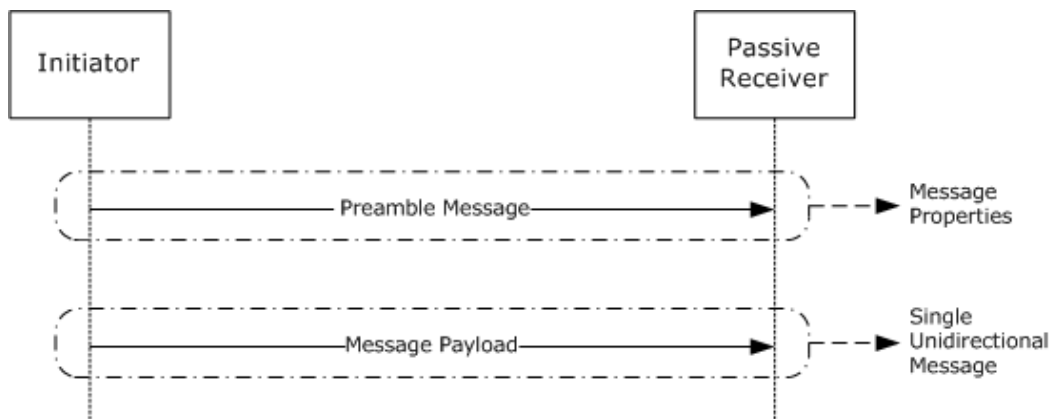 Initiator
Passive
Receiver
Preamble Message
Message
Properties
Message Payload
Single
Unidirectional
Message